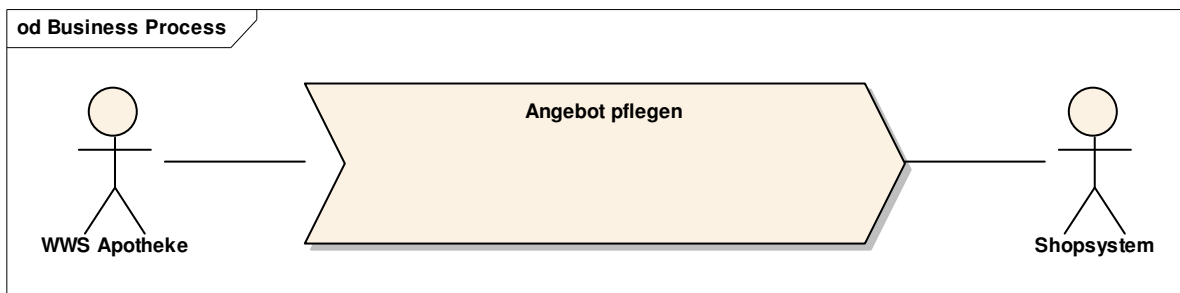 od Business Process
Angebot pflegen
WWS Apotheke
Shopsystem